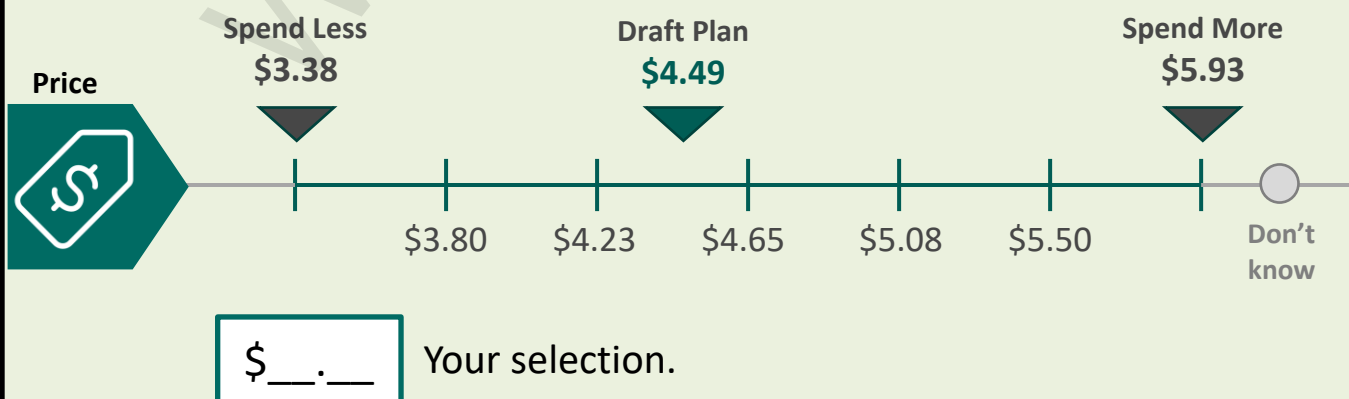 Spend Less
$3.38
Draft Plan
$4.49
Spend More
$5.93
Price
$
$3.80
$4.23
$4.65
$5.08
$5.50
Don’t
know
$__.__ Your selection.